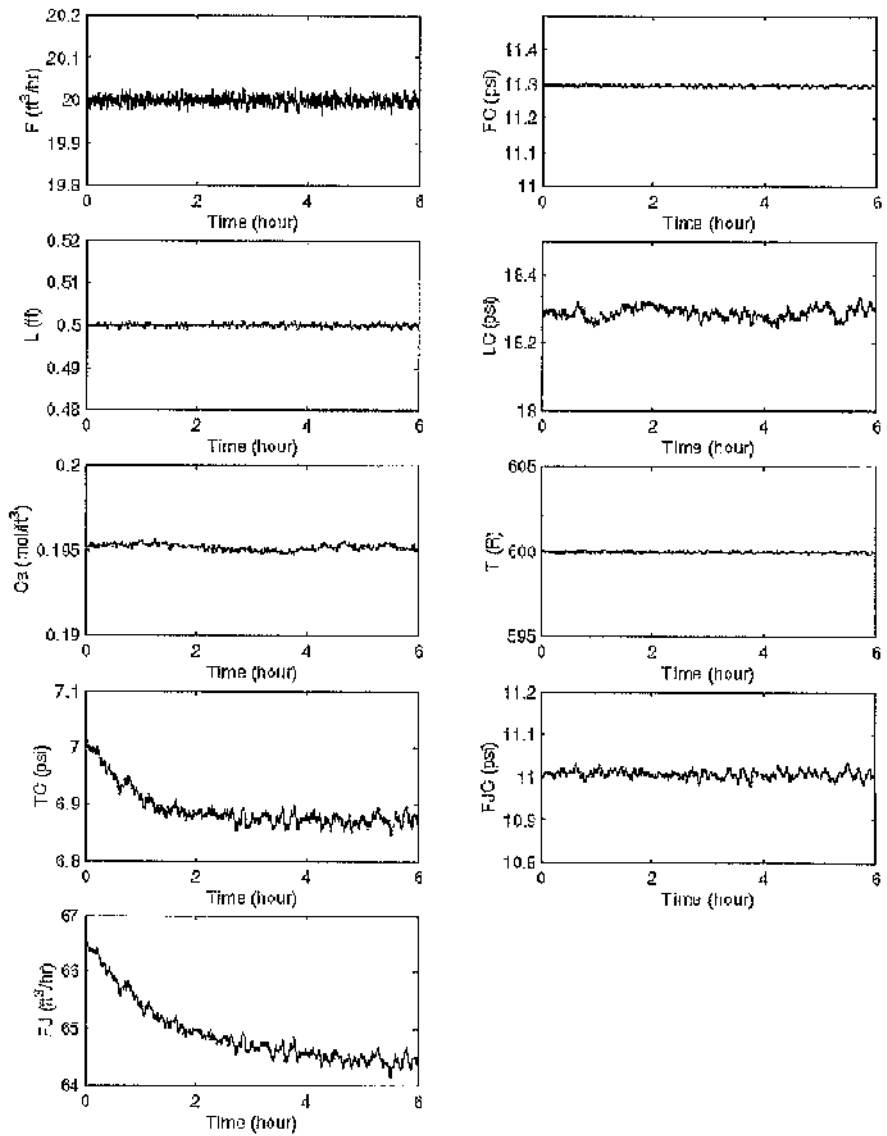 20.2
20.1
20
19.9
19.8
F (ft³/hr)
0 2 4 6
Time (hour)
11.4
11.3
11.2
11.1
11
FC (psi)
0 2 4 6
Time (hour)
0.52
0.51
0.5
0.49
0.48
L (ft)
0 2 4 6
Time (hour)
18.4
18.2
18
LC (psi)
0 2 4 6
Time (hour)
0.2
0.195
0.19
Ca (mol/ft³)
0 2 4 6
Time (hour)
605
600
595
T (R)
0 2 4 6
Time (hour)
7.1
7
6.9
6.8
TC (psi)
0 2 4 6
Time (hour)
11.2
11.1
11
10.9
10.8
FJC (psi)
0 2 4 6
Time (hour)
67
66
65
64
FJ (ft³/hr)
0 2 4 6
Time (hour)